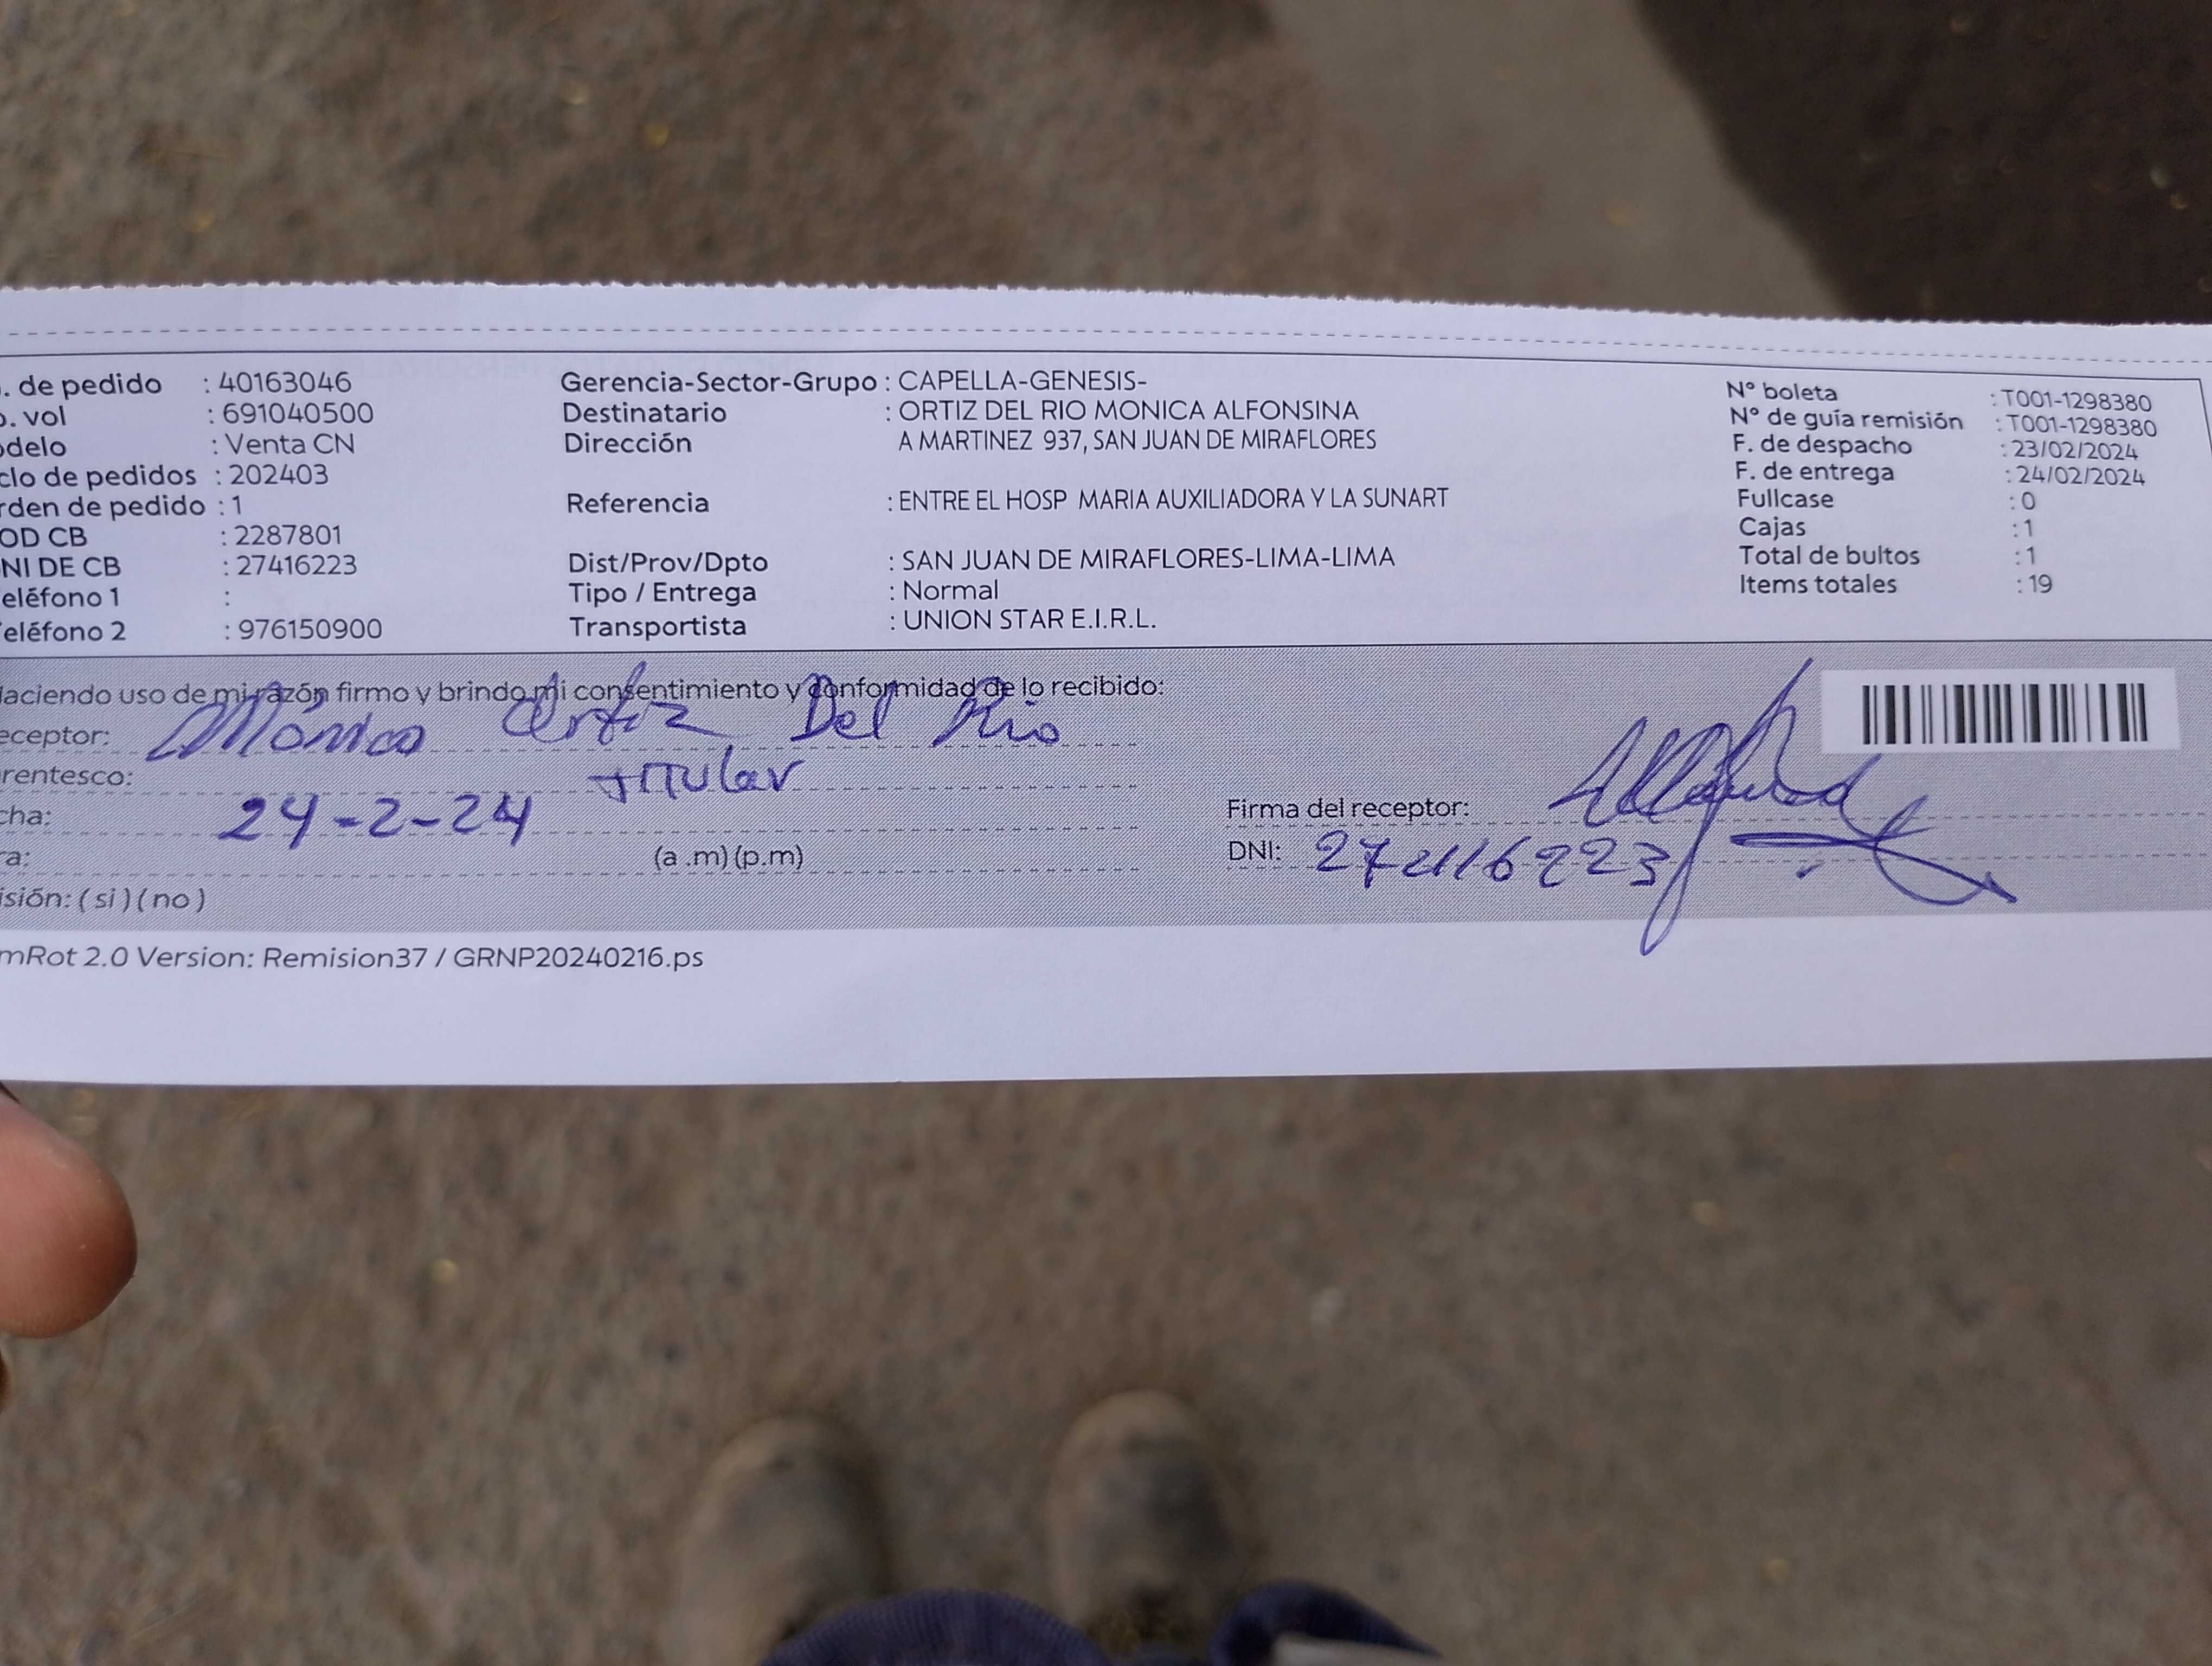 . de pedido : 40163046
o. vol : 691040500
odelo : Venta CN
clo de pedidos : 202403
rden de pedido : 1
OD CB : 2287801
NI DE CB : 27416223
eléfono 1 :
eléfono 2 : 976150900
Gerencia-Sector-Grupo : CAPELLA-GENESIS-
Destinatario : ORTIZ DEL RIO MONICA ALFONSINA
Dirección A MARTINEZ 937, SAN JUAN DE MIRAFLORES
Referencia : ENTRE EL HOSP MARIA AUXILIADORA Y LA SUNART
Dist/Prov/Dpto : SAN JUAN DE MIRAFLORES-LIMA-LIMA
Tipo / Entrega : Normal
Transportista : UNION STAR E.I.R.L.
N° boleta : T001-1298380
N° de guía remisión : T001-1298380
F. de despacho : 23/02/2024
F. de entrega : 24/02/2024
Fullcase : 0
Cajas : 1
Total de bultos : 1
Items totales : 19
Haciendo uso de mi razón firmo y brindo mi consentimiento y conformidad de lo recibido:
eceptor: Mónica Ortiz Del Rio
rentesco: titular
cha: 24-2-24
ra: (a .m) (p.m)
isión: ( si ) ( no )
Firma del receptor:
DNI: 27416223
mRot 2.0 Version: Remision37 / GRNP20240216.ps